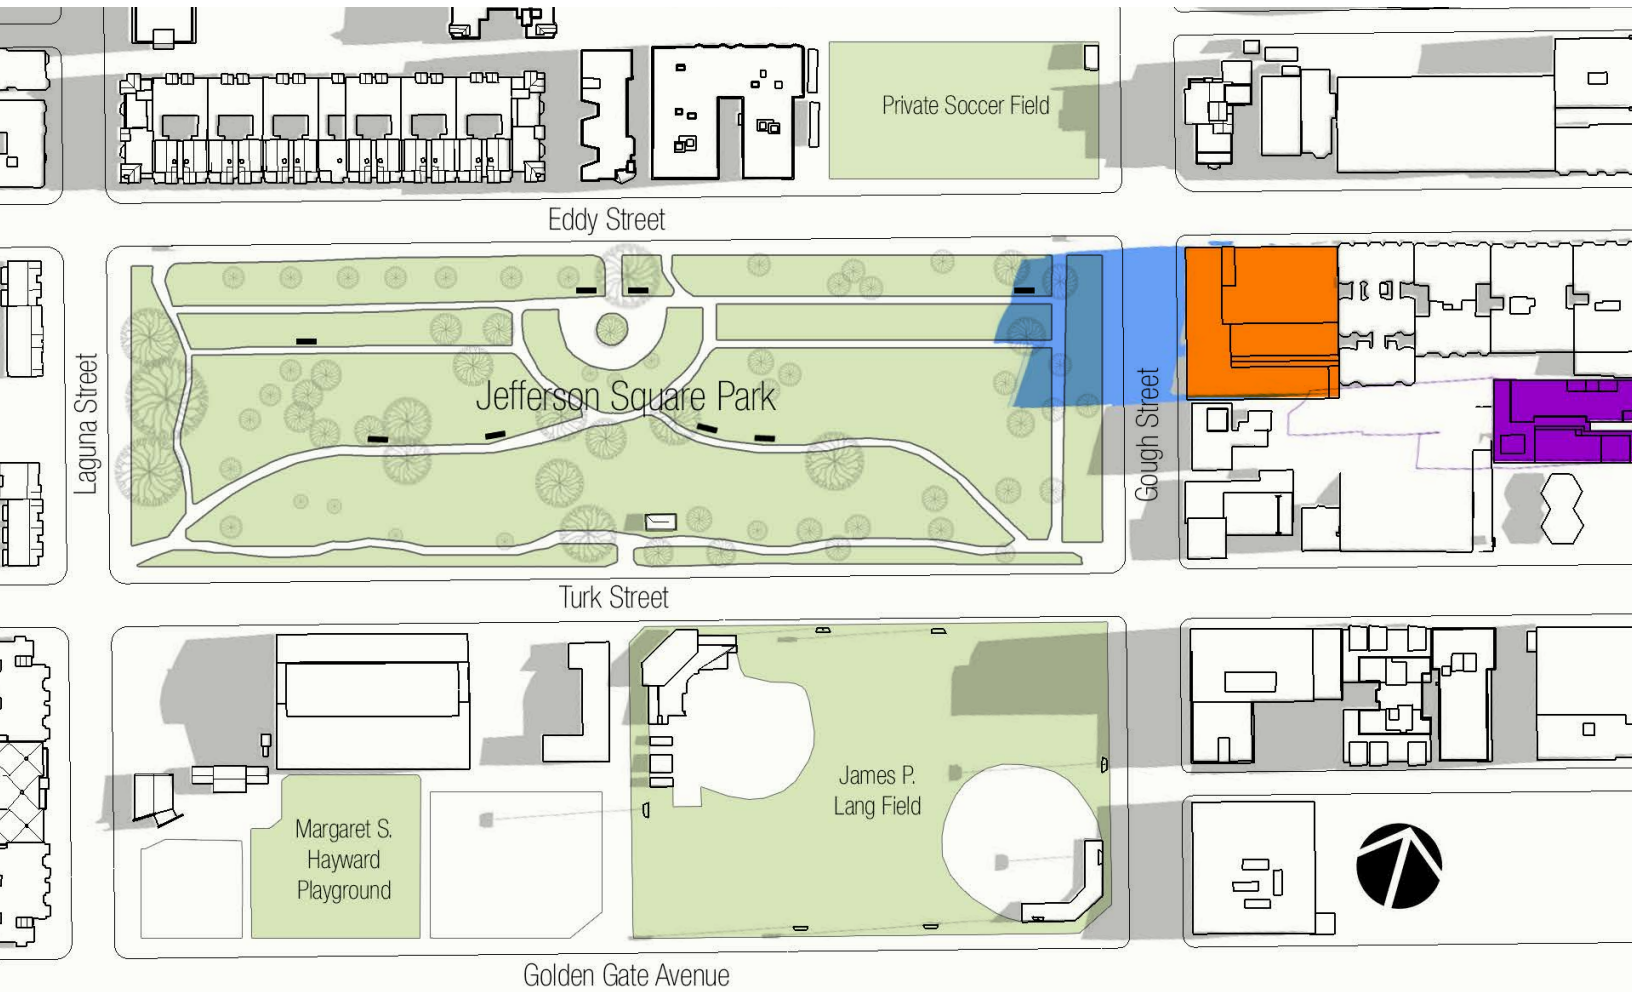 Private Soccer Field
Eddy Street
Jefferson Square Park
Laguna Street
Gough Street
Turk Street
James P.
Lang Field
Margaret S.
Hayward
Playground
Golden Gate Avenue